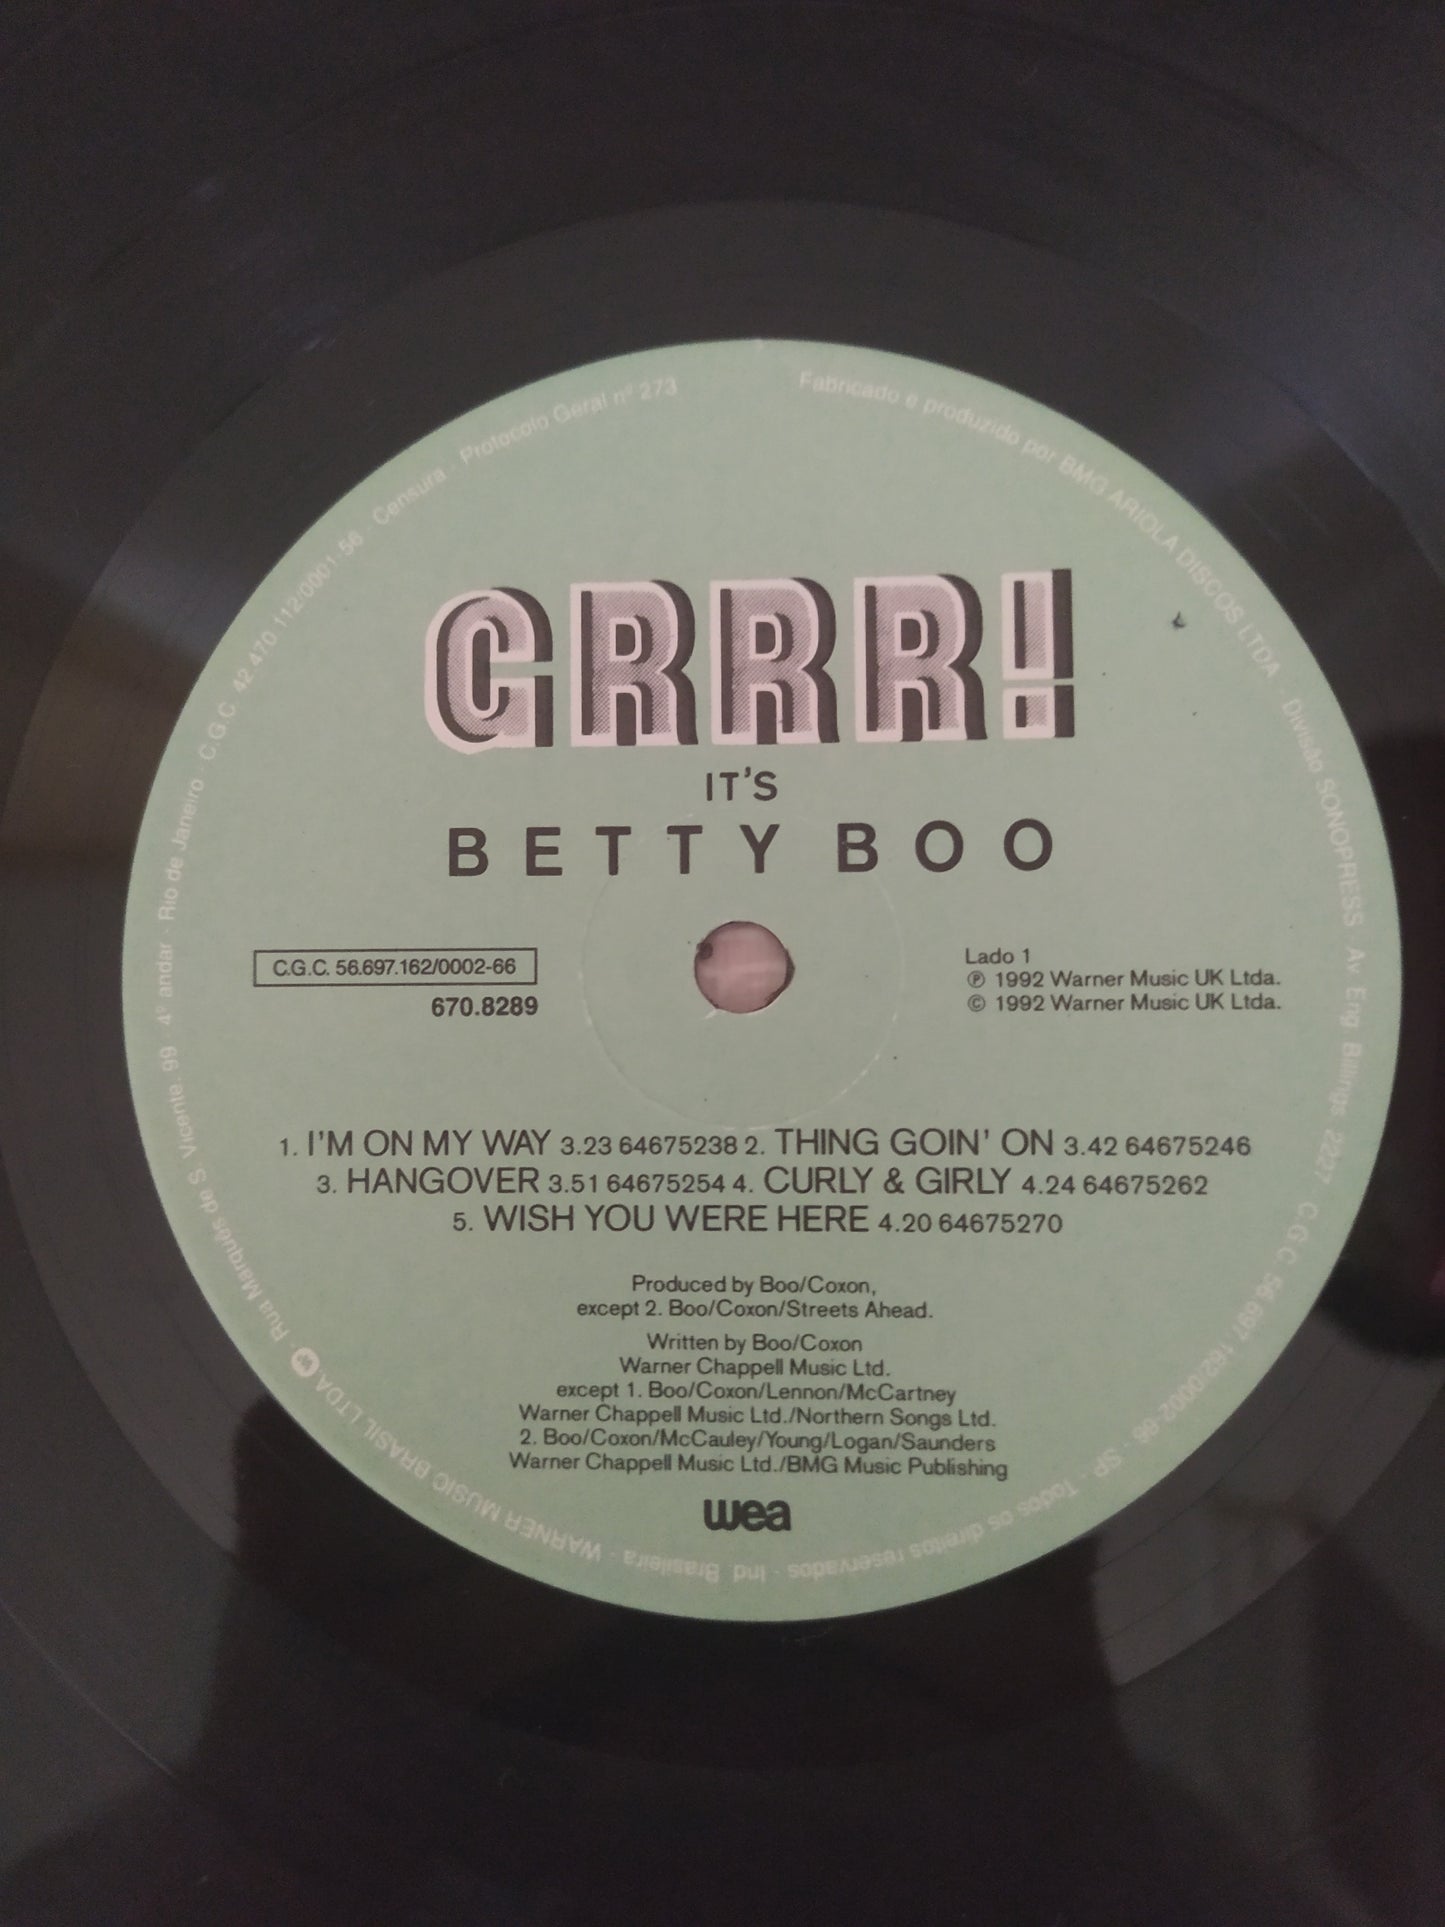 GRRR!
IT'S
BETTY BOO
C.G.C. 56.697.162/0002-66
670.8289
Lado 1
℗ 1992 Warner Music UK Ltda.
© 1992 Warner Music UK Ltda.
1. I'M ON MY WAY 3.23 64675238 2. THING GOIN' ON 3.42 64675246
3. HANGOVER 3.51 64675254 4. CURLY & GIRLY 4.24 64675262
5. WISH YOU WERE HERE 4.20 64675270
Produced by Boo/Coxon,
except 2. Boo/Coxon/Streets Ahead.
Written by Boo/Coxon
Warner Chappell Music Ltd.
except 1. Boo/Coxon/Lennon/McCartney
Warner Chappell Music Ltd./Northern Songs Ltd.
2. Boo/Coxon/McCauley/Young/Logan/Saunders
Warner Chappell Music Ltd./BMG Music Publishing
wea
Fabricado e produzido por BMG ARIOLA DISCOS LTDA - Divisão SONOPRESS Av Eng Billings 2227 C.G.C 56.697.162/0002-66 - SP - Todos os direitos reservados - Ind. Brasileira - WARNER MUSIC BRASIL LTDA - Rua Marquês de S. Vicente, 99 4º andar - Rio de Janeiro - C.G.C. 42.470.112/0001-56 - Censura - Protocolo Geral nº 273